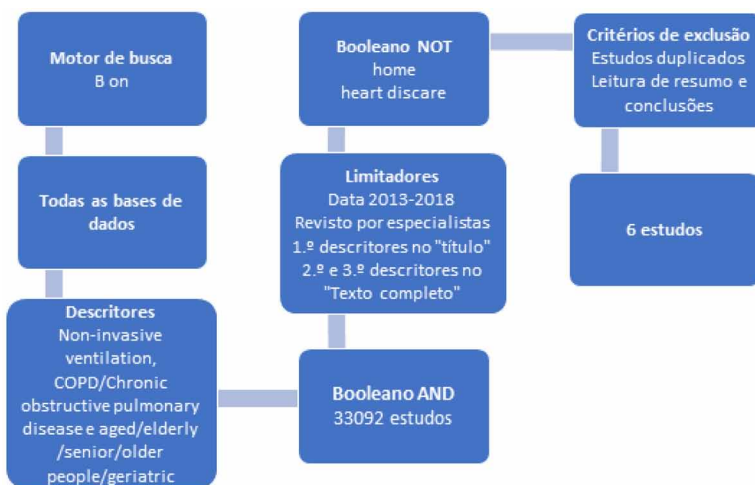 Motor de busca
B on
Todas as bases de
dados
Descritores
Non-invasive
ventilation,
COPD/Chronic
obstructive pulmonary
disease e aged/elderly
/senior/older
people/geriatric
Booleano AND
33092 estudos
Limitadores
Data 2013-2018
Revisto por especialistas
1.º descritores no "título"
2.º e 3.º descritores no
"Texto completo"
Booleano NOT
home
heart discare
Critérios de exclusão
Estudos duplicados
Leitura de resumo e
conclusões
6 estudos